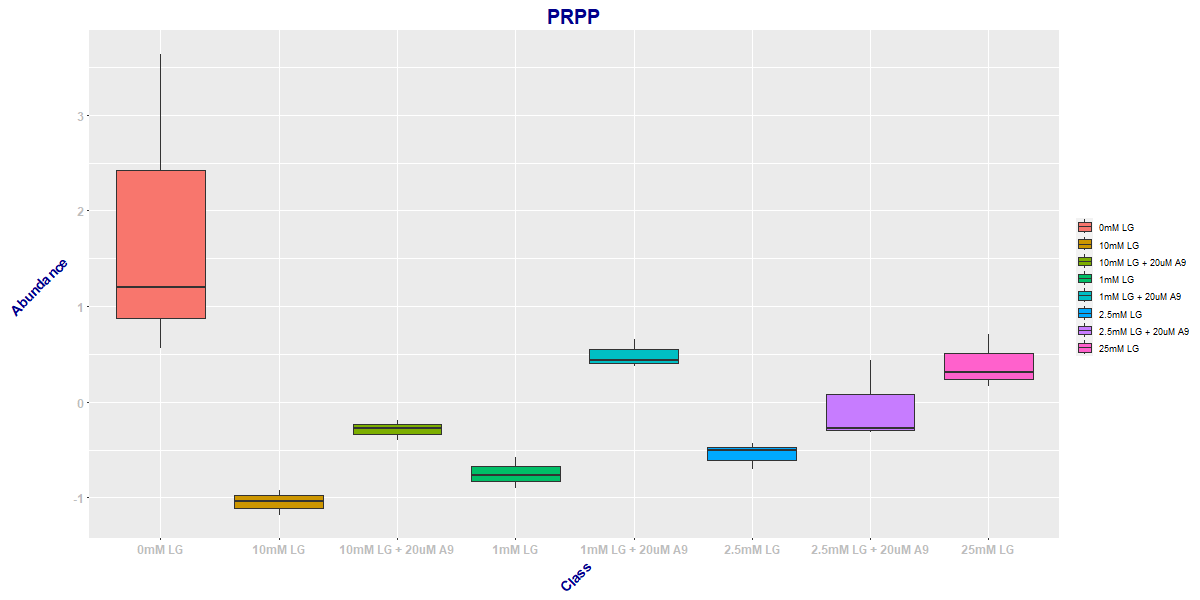 PRPP
Abundance
3
2
1
0
-1
0mM LG
10mM LG
10mM LG + 20uM A9
1mM LG
1mM LG + 20uM A9
2.5mM LG
2.5mM LG + 20uM A9
25mM LG
Class
0mM LG
10mM LG
10mM LG + 20uM A9
1mM LG
1mM LG + 20uM A9
2.5mM LG
2.5mM LG + 20uM A9
25mM LG